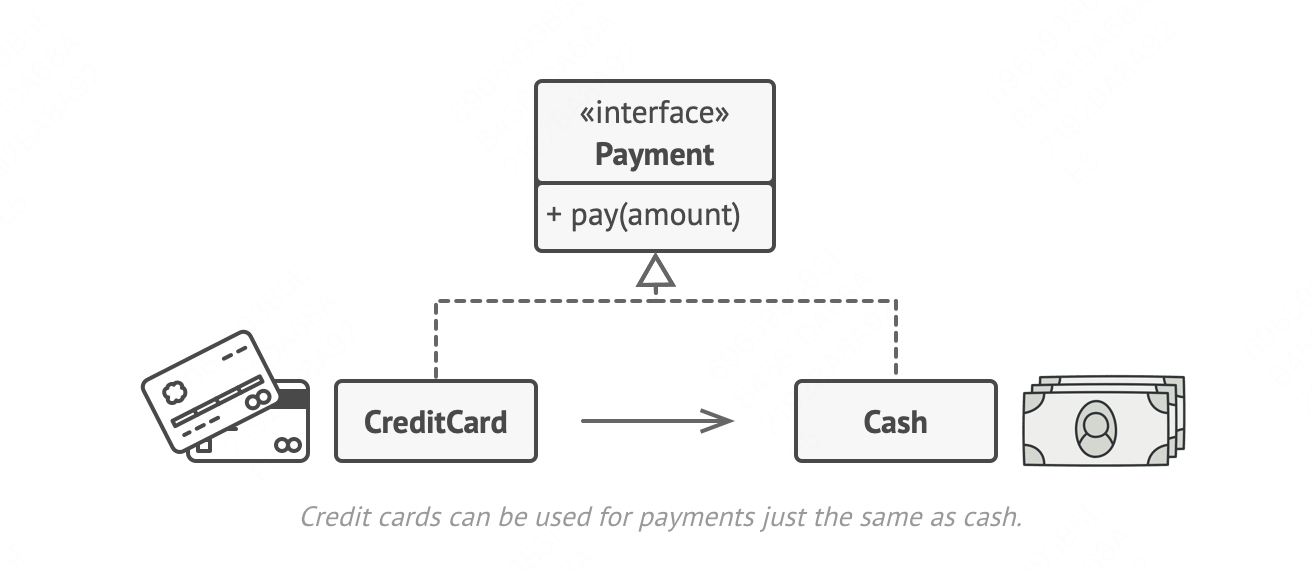 «interface»
Payment
+ pay(amount)
CreditCard
Cash
Credit cards can be used for payments just the same as cash.